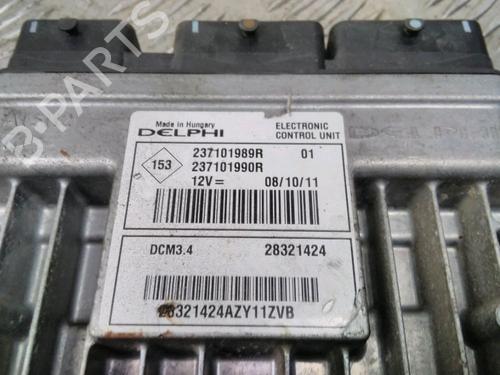 Made in Hungary
DELPHI
ELECTRONIC
CONTROL UNIT
153
237101989R 01
237101990R
12V= 08/10/11
DCM3.4 28321424
28321424AZY11ZVB
DELPHI
B-PARTS